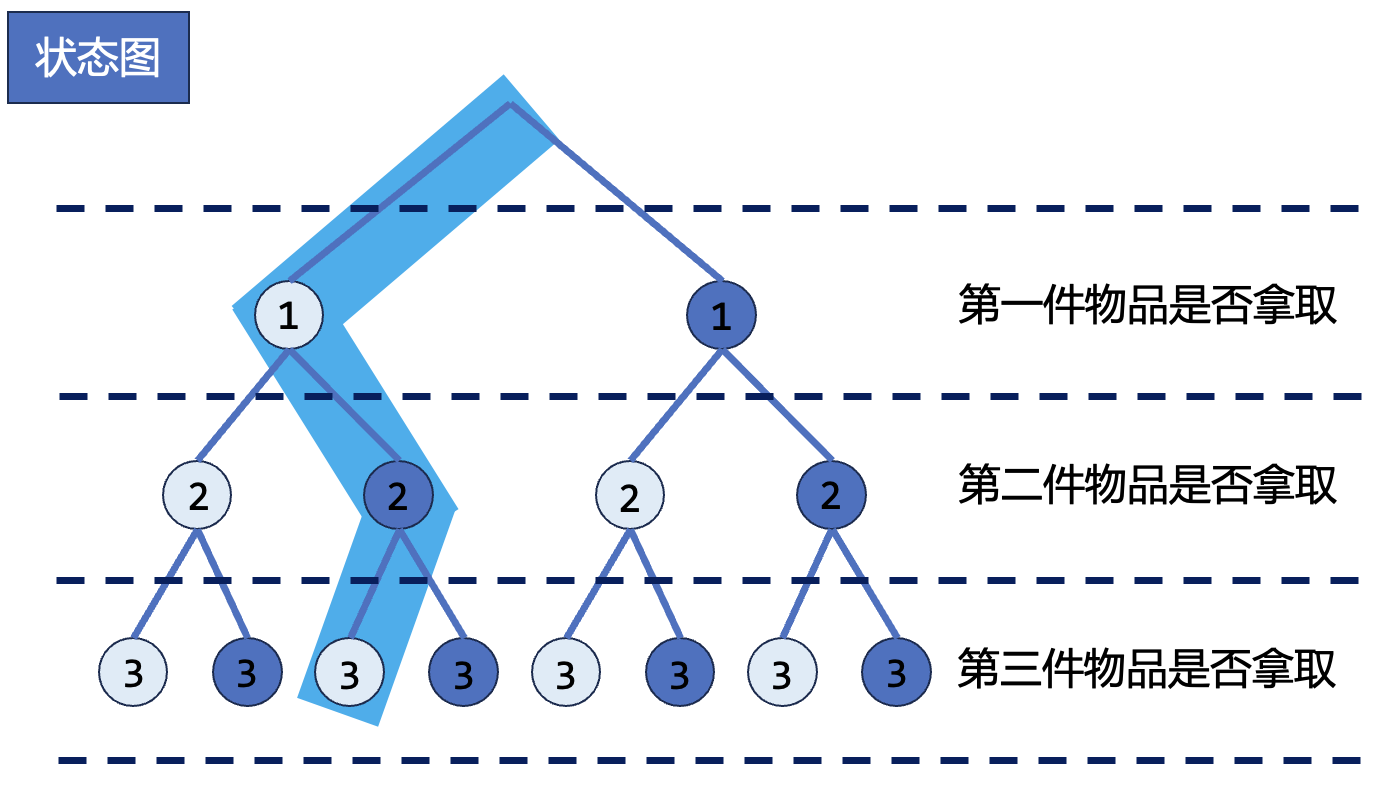 状态图
1 1 第一件物品是否拿取
2 2 2 2 第二件物品是否拿取
3 3 3 3 3 3 3 3 第三件物品是否拿取